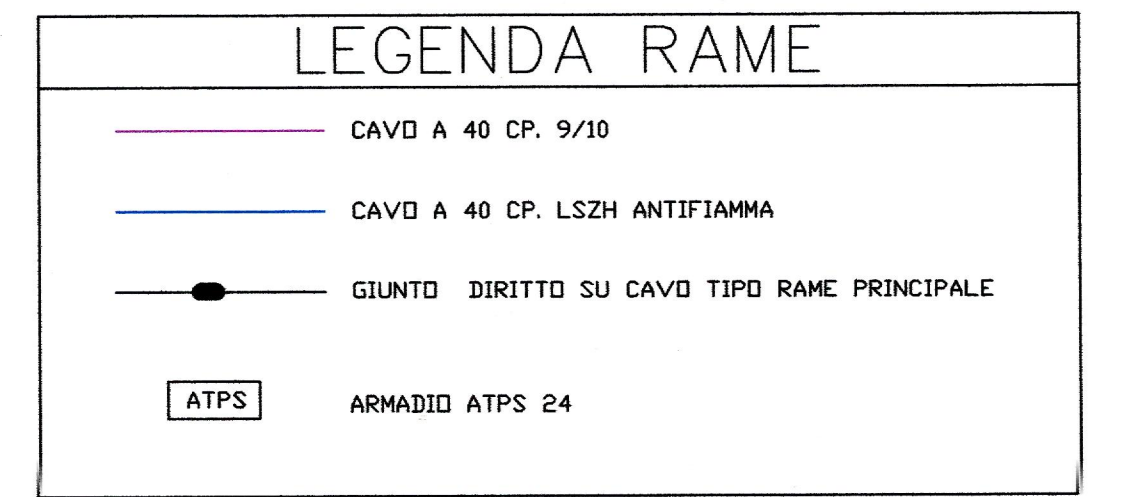 LEGENDA RAME
CAVO A 40 CP. 9/10
CAVO A 40 CP. LSZH ANTIFIAMMA
GIUNTO DIRITTO SU CAVO TIPO RAME PRINCIPALE
ATPS ARMADIO ATPS 24